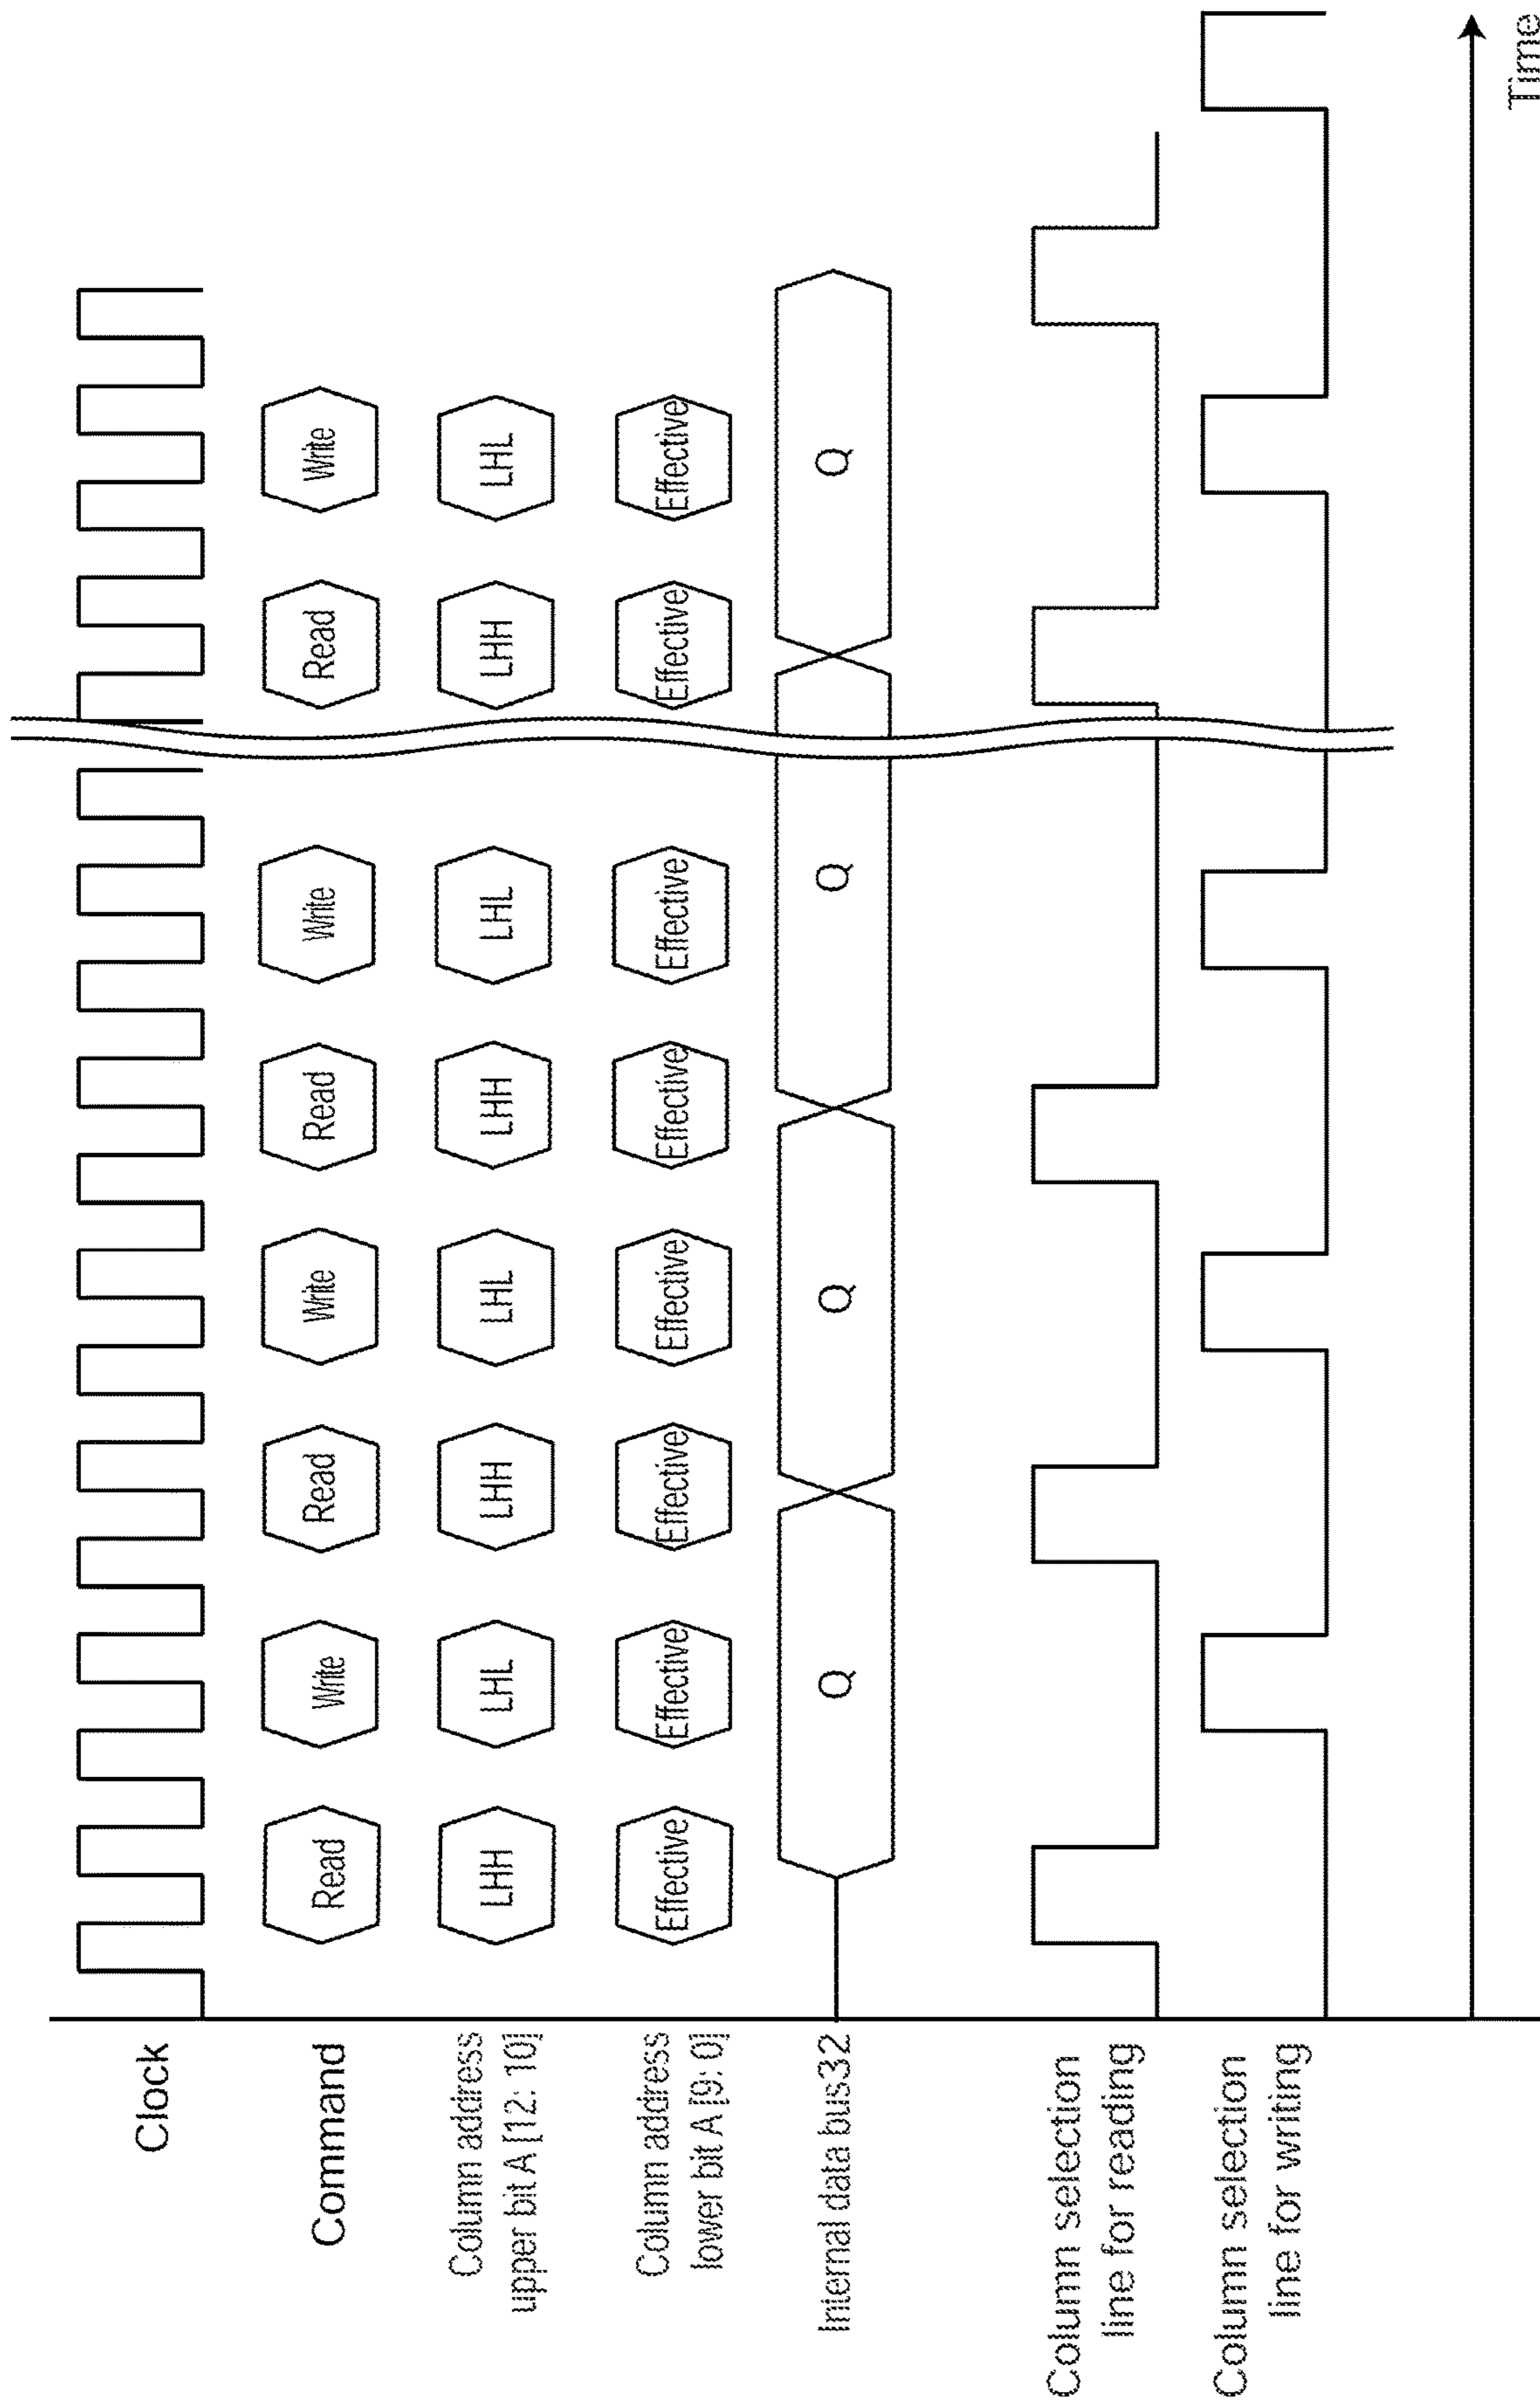 Clock
Command
Read
Write
Read
Write
Read
Write
Read
Write
Column address
upper bit A [12: 10]
LHH
LHL
LHH
LHL
LHH
LHL
LHH
LHL
Column address
lower bit A [9: 0]
Effective
Effective
Effective
Effective
Effective
Effective
Effective
Effective
Internal data bus32
Q
Q
Q
Q
Column selection
line for reading
Column selection
line for writing
Time